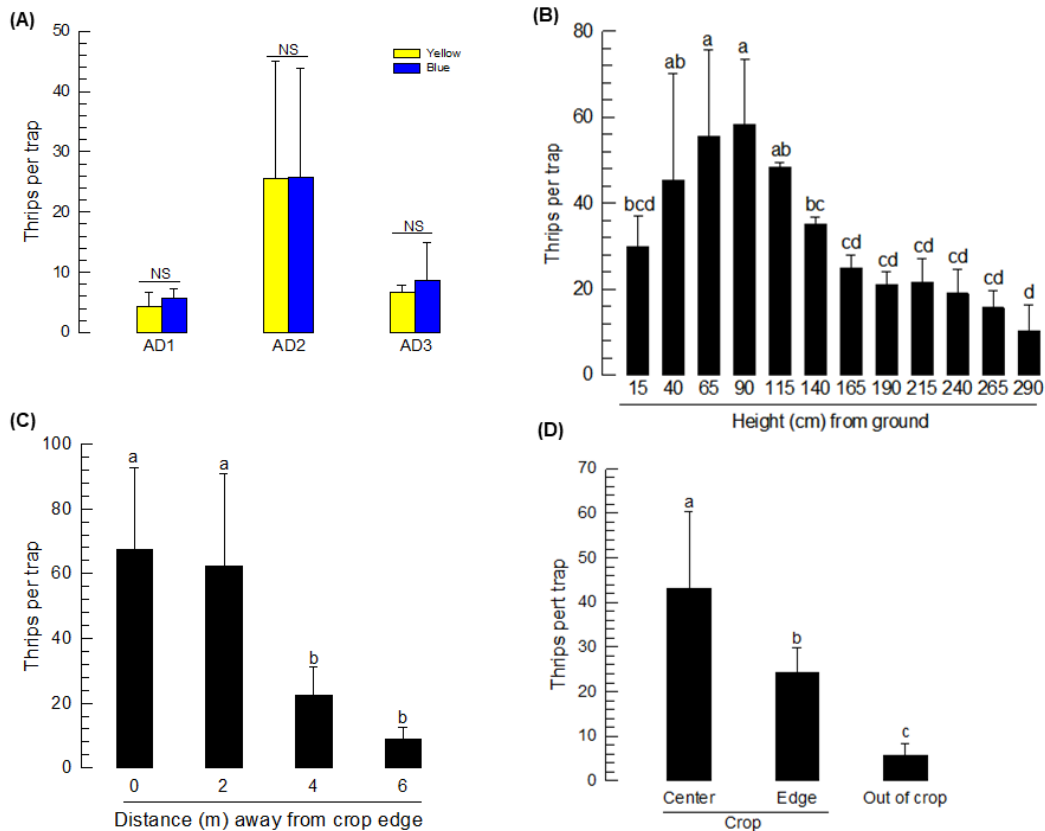 (A)
50
40
30
20
10
0
Thrips per trap
Yellow
Blue
NS
NS
NS
AD1 AD2 AD3
(B)
80
60
40
20
0
Thrips per trap
bcd ab a a ab bc cd cd cd cd cd d
15 40 65 90 115 140 165 190 215 240 265 290
Height (cm) from ground
(C)
100
80
60
40
20
0
Thrips per trap
a a b b
0 2 4 6
Distance (m) away from crop edge
(D)
70
60
50
40
30
20
10
0
Thrips pert trap
a b c
Center Edge Out of crop
Crop